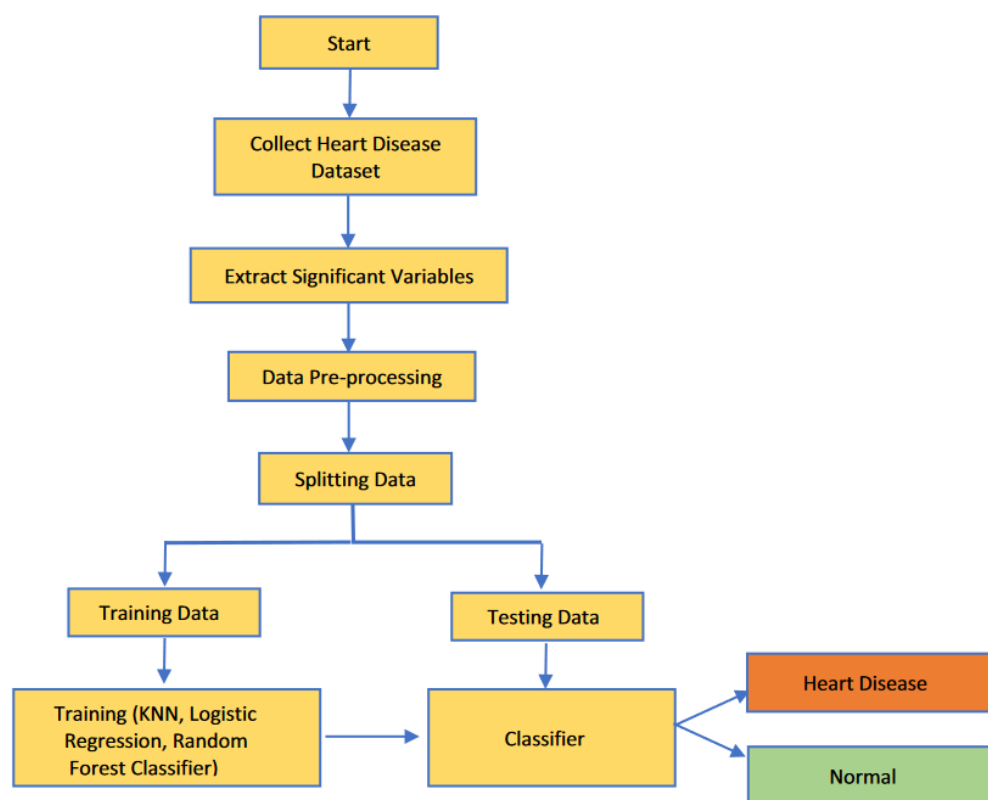 Start
Collect Heart Disease
Dataset
Extract Significant Variables
Data Pre-processing
Splitting Data
Training Data
Testing Data
Training (KNN, Logistic
Regression, Random
Forest Classifier)
Classifier
Heart Disease
Normal